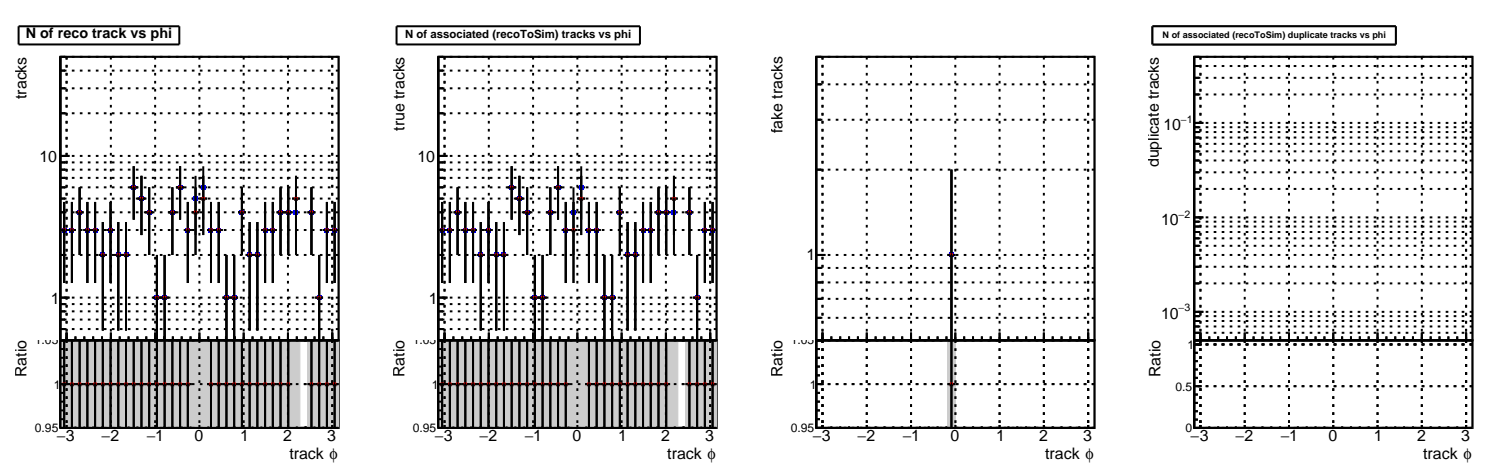 N of reco track vs phi
tracks
10
1
Ratio
1.05
1
0.95
−3 −2 −1 0 1 2 3
track ϕ
N of associated (recoToSim) tracks vs phi
true tracks
10
1
Ratio
1.05
1
0.95
−3 −2 −1 0 1 2 3
track ϕ
fake tracks
1
Ratio
1.05
1
0.95
−3 −2 −1 0 1 2 3
track ϕ
N of associated (recoToSim) duplicate tracks vs phi
duplicate tracks
10−1
10−2
10−3
Ratio
1
0.5
0
−3 −2 −1 0 1 2 3
track ϕ